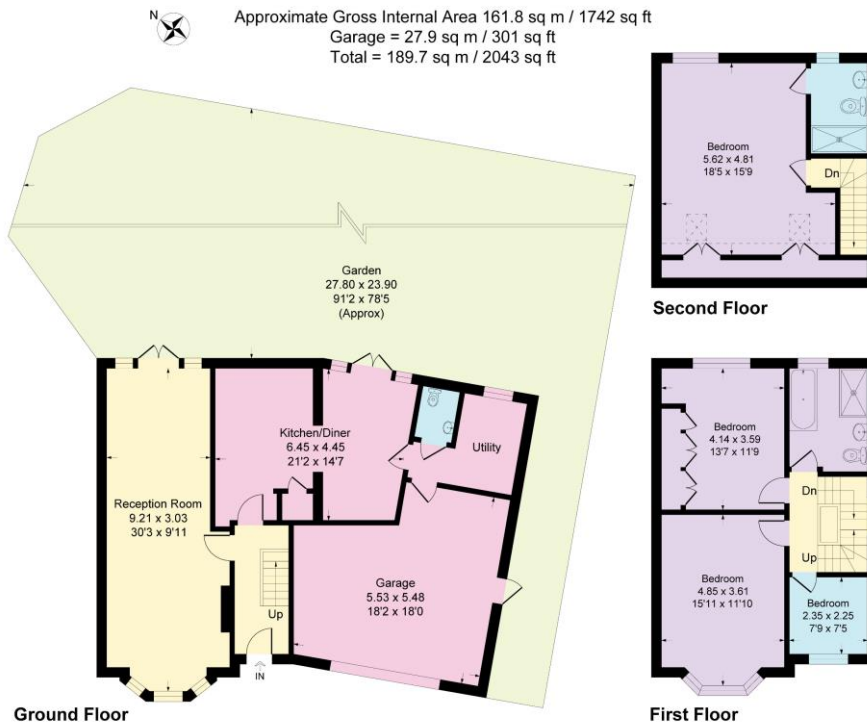 N
Approximate Gross Internal Area 161.8 sq m / 1742 sq ft
Garage = 27.9 sq m / 301 sq ft
Total = 189.7 sq m / 2043 sq ft
Garden
27.80 x 23.90
91'2 x 78'5
(Approx)
Kitchen/Diner
6.45 x 4.45
21'2 x 14'7
Utility
Reception Room
9.21 x 3.03
30'3 x 9'11
Garage
5.53 x 5.48
18'2 x 18'0
Up
IN
Ground Floor
Bedroom
5.62 x 4.81
18'5 x 15'9
Dn
Second Floor
Bedroom
4.14 x 3.59
13'7 x 11'9
Dn
Up
Bedroom
4.85 x 3.61
15'11 x 11'10
Bedroom
2.35 x 2.25
7'9 x 7'5
First Floor